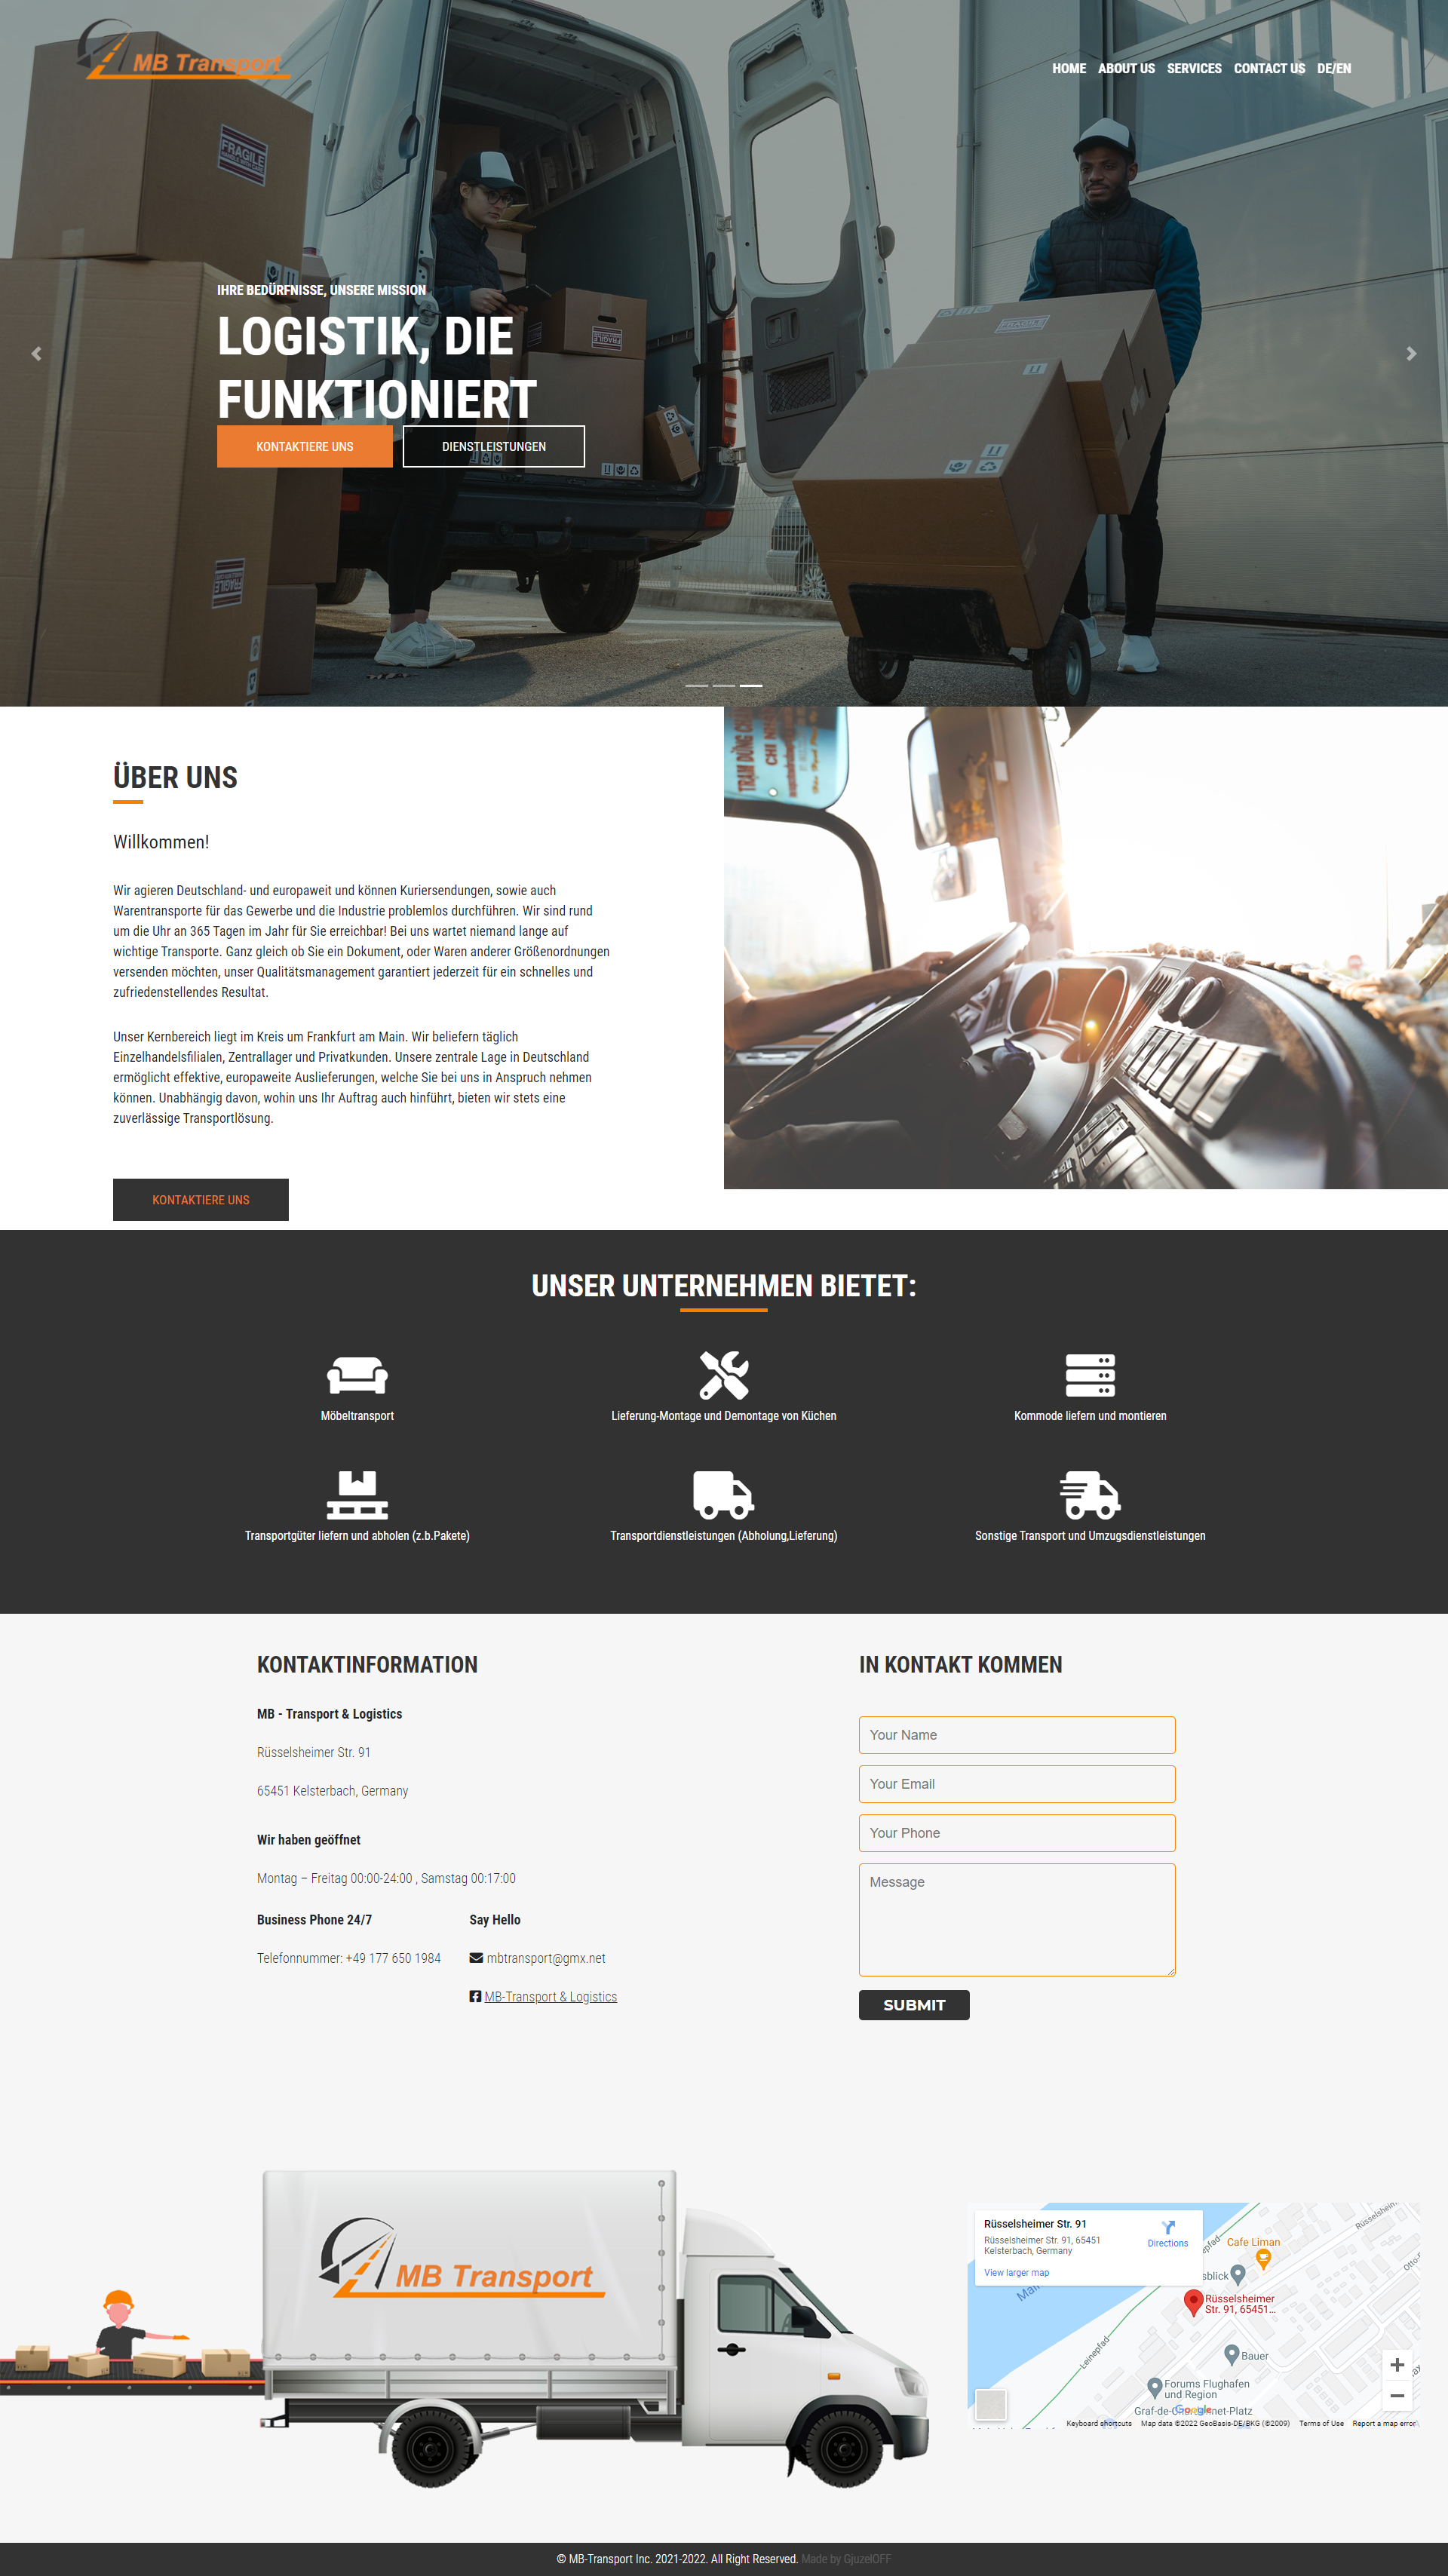 MB Transport
HOME ABOUT US SERVICES CONTACT US DE/EN
FRAGILE
IHRE BEDÜRFNISSE, UNSERE MISSION
LOGISTIK, DIE
FUNKTIONIERT
KONTAKTIERE UNS
DIENSTLEISTUNGEN
FRAGILE
FRAGILE
FRAGILE
TRẠM DỪNG
CHI
ÜBER UNS
Willkommen!
Wir agieren Deutschland- und europaweit und können Kuriersendungen, sowie auch
Warentransporte für das Gewerbe und die Industrie problemlos durchführen. Wir sind rund
um die Uhr an 365 Tagen im Jahr für Sie erreichbar! Bei uns wartet niemand lange auf
wichtige Transporte. Ganz gleich ob Sie ein Dokument, oder Waren anderer Größenordnungen
versenden möchten, unser Qualitätsmanagement garantiert jederzeit für ein schnelles und
zufriedenstellendes Resultat.
Unser Kernbereich liegt im Kreis um Frankfurt am Main. Wir beliefern täglich
Einzelhandelsfilialen, Zentrallager und Privatkunden. Unsere zentrale Lage in Deutschland
ermöglicht effektive, europaweite Auslieferungen, welche Sie bei uns in Anspruch nehmen
können. Unabhängig davon, wohin uns Ihr Auftrag auch hinführt, bieten wir stets eine
zuverlässige Transportlösung.
KONTAKTIERE UNS
UNSER UNTERNEHMEN BIETET:
Möbeltransport
Lieferung-Montage und Demontage von Küchen
Kommode liefern und montieren
Transportgüter liefern und abholen (z.b.Pakete)
Transportdienstleistungen (Abholung,Lieferung)
Sonstige Transport und Umzugsdienstleistungen
KONTAKTINFORMATION
MB - Transport & Logistics
Rüsselsheimer Str. 91
65451 Kelsterbach, Germany
Wir haben geöffnet
Montag – Freitag 00:00-24:00 , Samstag 00:17:00
Business Phone 24/7
Telefonnummer: +49 177 650 1984
Say Hello
mbtransport@gmx.net
MB-Transport & Logistics
IN KONTAKT KOMMEN
Your Name
Your Email
Your Phone
Message
SUBMIT
MB Transport
Rüsselsheimer Str. 91
Rüsselsheimer Str. 91, 65451
Kelsterbach, Germany
Directions
View larger map
Cafe Liman
sblick
Rüsselsheimer
Str. 91, 65451...
Leinepfad
Bauer
Forums Flughafen
und Region
Google
Keyboard shortcuts Map data ©2022 GeoBasis-DE/BKG (©2009) Terms of Use Report a map error
© MB-Transport Inc. 2021-2022. All Right Reserved. Made by GjuzelOFF